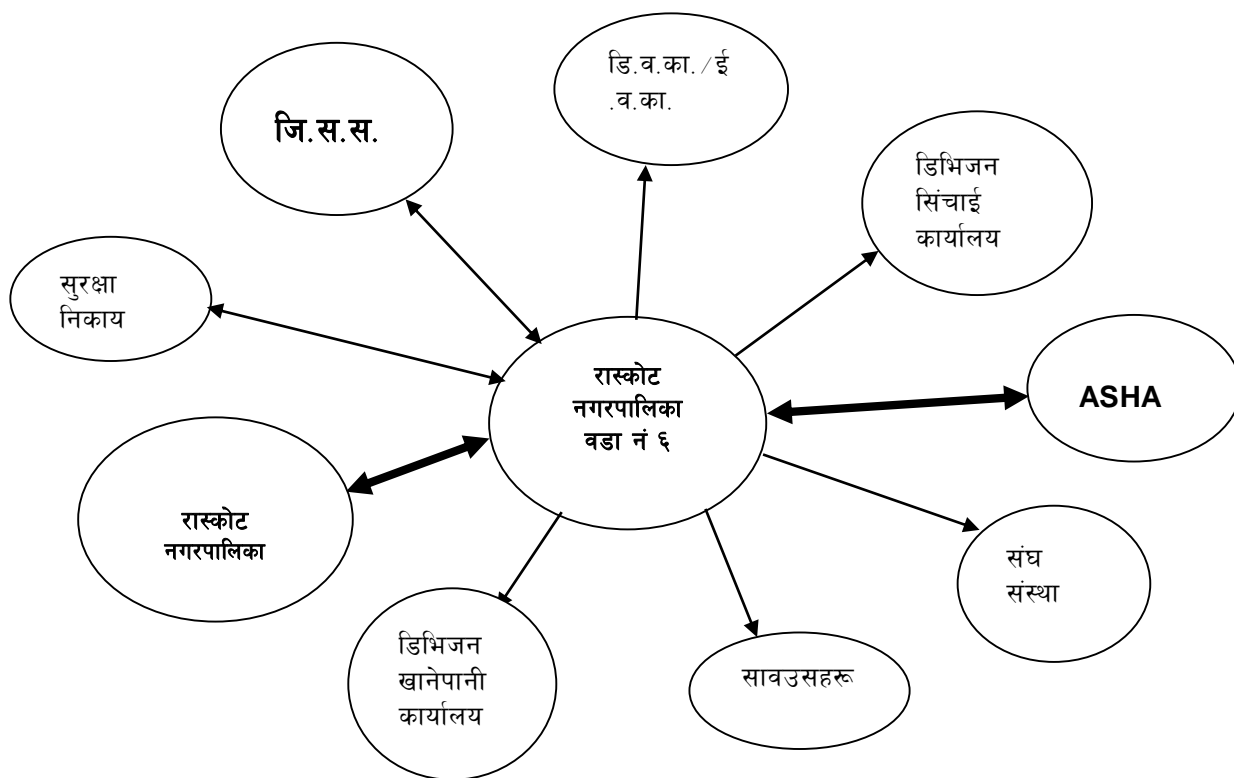 डि.व.का./ई
.व.का.
जि.स.स.
डिभिजन
सिंचाई
कार्यालय
सुरक्षा
निकाय
रास्कोट
नगरपालिका
वडा नं ६
ASHA
रास्कोट
नगरपालिका
संघ
संस्था
डिभिजन
खानेपानी
कार्यालय
सावउसहरू